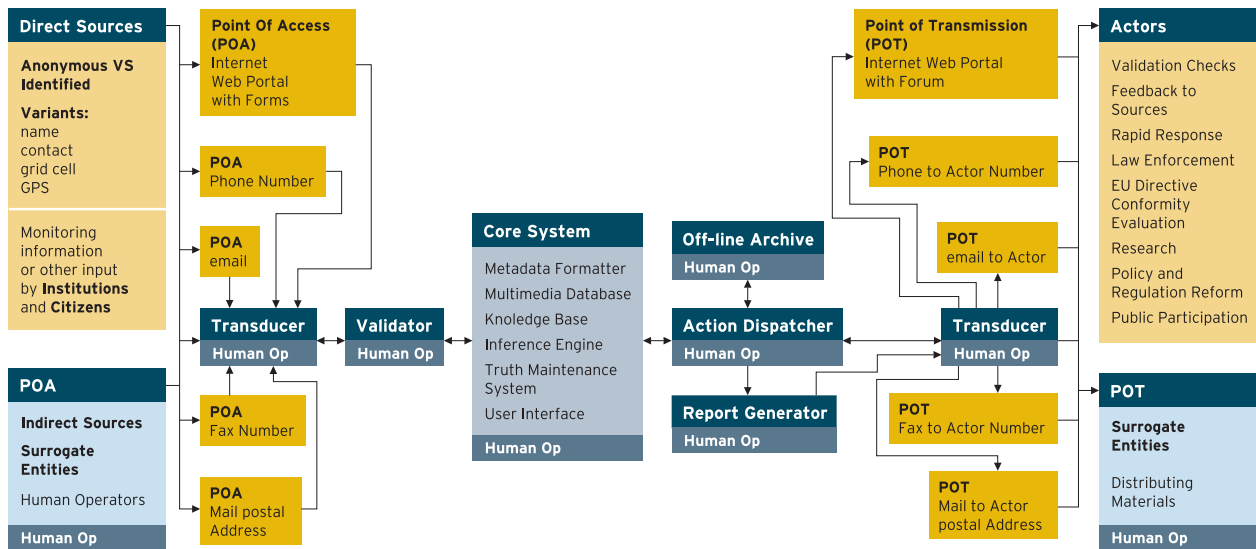 Direct Sources
Anonymous VS
Identified
Variants:
name
contact
grid cell
GPS
Monitoring
information
or other input
by Institutions
and Citizens
POA
Indirect Sources
Surrogate
Entities
Human Operators
Human Op
Point Of Access
(POA)
Internet
Web Portal
with Forms
POA
Phone Number
POA
email
Transducer
Human Op
POA
Fax Number
POA
Mail postal
Address
Validator
Human Op
Core System
Metadata Formatter
Multimedia Database
Knoledge Base
Inference Engine
Truth Maintenance
System
User Interface
Human Op
Off-line Archive
Human Op
Action Dispatcher
Human Op
Report Generator
Human Op
Point of Transmission
(POT)
Internet Web Portal
with Forum
POT
Phone to Actor Number
POT
email to Actor
Transducer
Human Op
POT
Fax to Actor Number
POT
Mail to Actor
postal Address
Actors
Validation Checks
Feedback to
Sources
Rapid Response
Law Enforcement
EU Directive
Conformity
Evaluation
Research
Policy and
Regulation Reform
Public Participation
POT
Surrogate
Entities
Distributing
Materials
Human Op